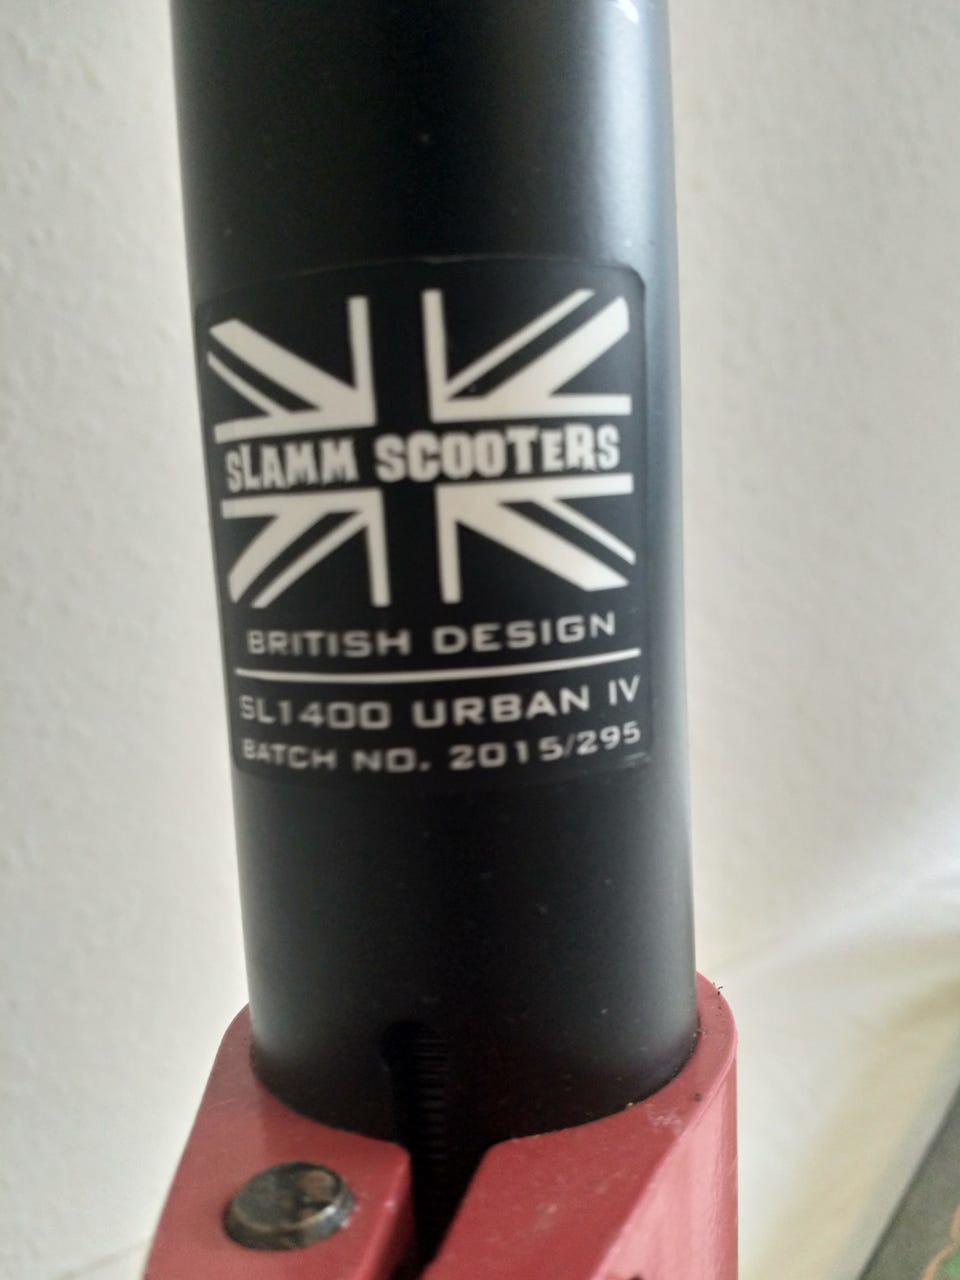 SLAMM SCOOTERS
BRITISH DESIGN
SL1400 URBAN IV
BATCH NO. 2015/295